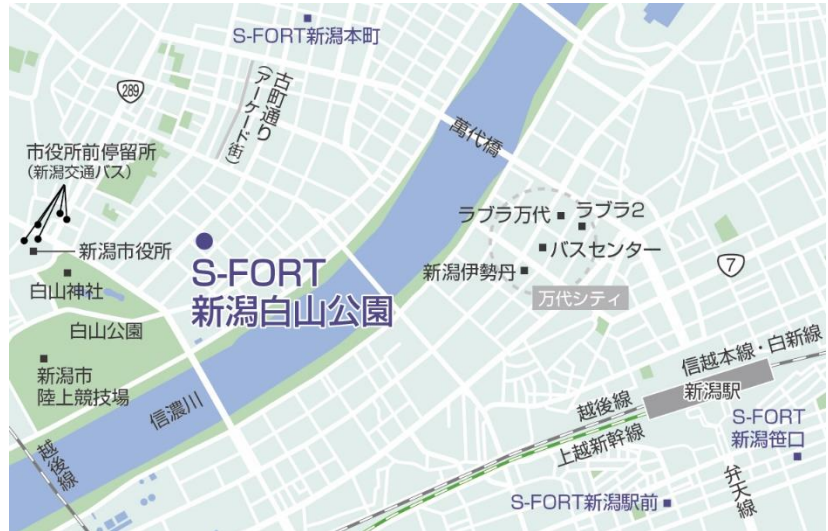 S-FORT新潟本町
289
古町通り
(アーケード街)
萬代橋
市役所前停留所
(新潟交通バス)
新潟市役所
白山神社
白山公園
新潟市
陸上競技場
S-FORT
新潟白山公園
信濃川
越後線
ラブラ万代
ラブラ2
バスセンター
新潟伊勢丹
万代シティ
7
信越本線・白新線
新潟駅
越後線
上越新幹線
S-FORT
新潟笹口
弁天線
S-FORT新潟駅前